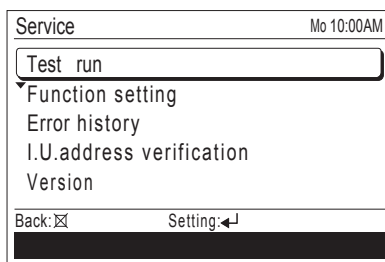 Service Mo 10:00AM
Test run
Function setting
Error history
I.U.address verification
Version
Back: Setting: